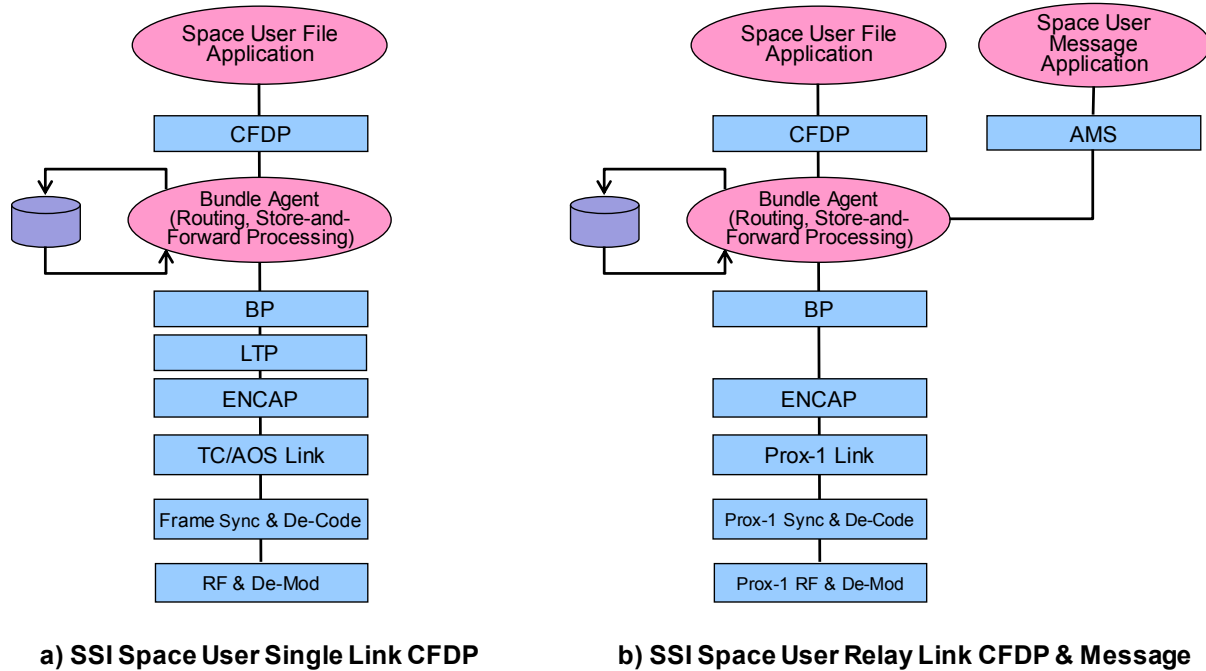 Space User File
Application
CFDP
Bundle Agent
(Routing, Store-and-
Forward Processing)
BP
LTP
ENCAP
TC/AOS Link
Frame Sync & De-Code
RF & De-Mod
a) SSI Space User Single Link CFDP
Space User File
Application
Space User
Message
Application
CFDP
AMS
Bundle Agent
(Routing, Store-and-
Forward Processing)
BP
ENCAP
Prox-1 Link
Prox-1 Sync & De-Code
Prox-1 RF & De-Mod
b) SSI Space User Relay Link CFDP & Message